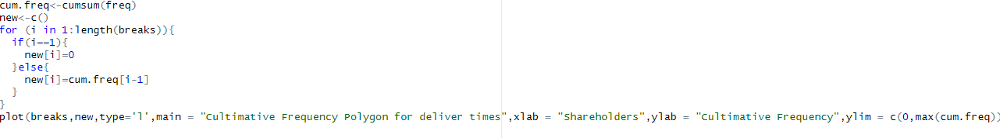 cum.freq<-cumsum(freq)
new<-c()
for (i in 1:length(breaks)){
  if(i==1){
    new[i]=0
  }else{
    new[i]=cum.freq[i-1]
  }
}
plot(breaks,new,type='l',main = "Cultimative Frequency Polygon for deliver times",xlab = "Shareholders",ylab = "Cultimative Frequency",ylim = c(0,max(cum.freq))